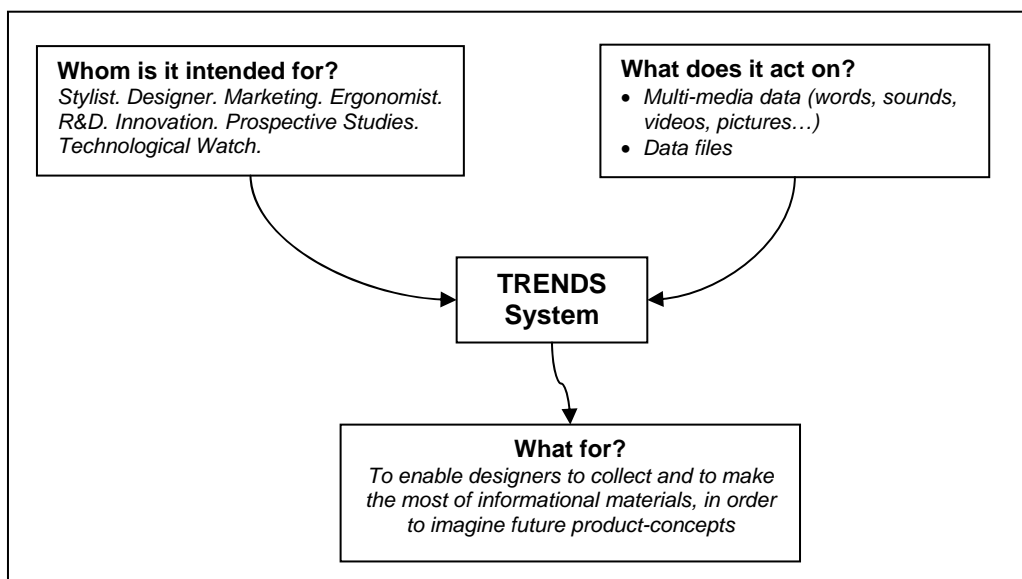 Whom is it intended for?
Stylist. Designer. Marketing. Ergonomist.
R&D. Innovation. Prospective Studies.
Technological Watch.
What does it act on?
• Multi-media data (words, sounds,
videos, pictures…)
• Data files
TRENDS
System
What for?
To enable designers to collect and to make
the most of informational materials, in order
to imagine future product-concepts